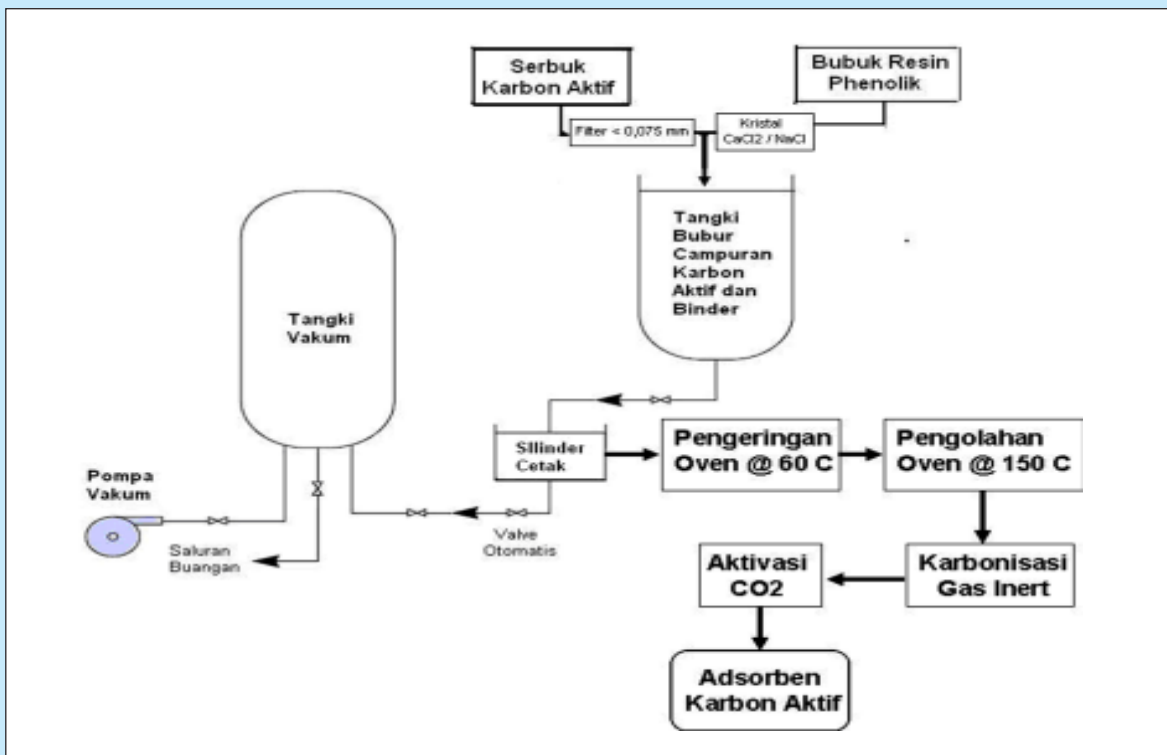 Serbuk
Karbon Aktif
Bubuk Resin
Phenolik
Filter < 0,075 mm
Kristal
CaCl2 / NaCl
Tangki
Bubur
Campuran
Karbon
Aktif dan
Binder
Tangki
Vakum
SIlinder
Cetak
Pengeringan
Oven @ 60 C
Pengolahan
Oven @ 150 C
Pompa
Vakum
Saluran
Buangan
Valve
Otomatis
Aktivasi
CO2
Karbonisasi
Gas Inert
Adsorben
Karbon Aktif